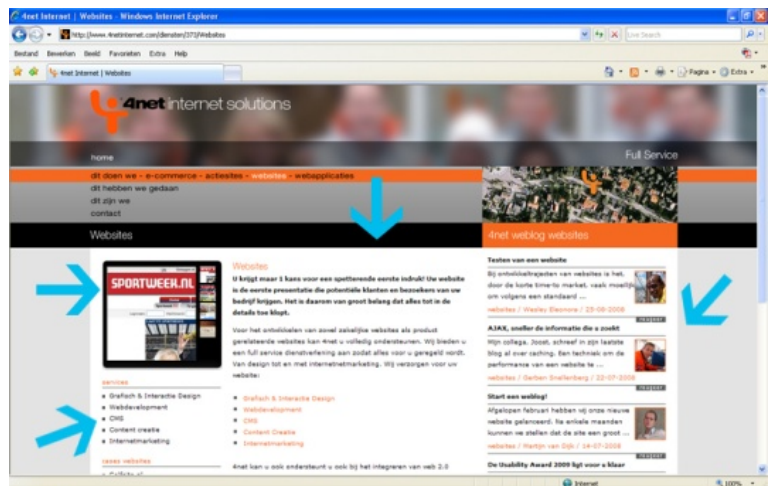 4net Internet | Websites - Windows Internet Explorer
http://www.4netinternet.com/diensten/373/Websites
Live Search
Bestand Bewerken Beeld Favorieten Extra Help
4net Internet | Websites
Pagina
Extra
4net internet solutions
home
Full Service
dit doen we - e-commerce - actiesites - websites - webapplicaties
dit hebben we gedaan
dit zijn we
contact
Websites
4net weblog websites
SPORTWEEK.NL
services
Grafisch & Interactie Design
Webdevelopment
CMS
Content creatie
Internetmarketing
cases websites
Websites
U krijgt maar 1 kans voor een spetterende eerste indruk! Uw website
is de eerste presentatie die potentiële klanten en bezoekers van uw
bedrijf krijgen. Het is daarom van groot belang dat alles tot in de
details toe klopt.
Voor het ontwikkelen van zowel zakelijke websites als product
gerelateerde websites kan 4net u volledig ondersteunen. Wij bieden u
een full service dienstverlening aan zodat alles voor u geregeld wordt.
Van design tot en met internetmarketing. Wij verzorgen voor uw
website:
Grafisch & Interactie Design
Webdevelopment
CMS
Content Creatie
Internetmarketing
4net kan u ook ondersteunt u ook bij het integreren van web 2.0
Testen van een website
Bij ontwikkeltrajecten van websites is het,
door de korte time-to market, vaak moeilijk
om volgens een standaard ...
websites / Wesley Eleonora / 25-08-2008
reageer
AJAX, sneller de informatie die u zoekt
Mijn collega, Joost, schreef in zijn laatste
blog al over caching. Een techniek om de
performance van een website te ...
websites / Gerben Snellenberg / 22-07-2008
reageer
Start een weblog!
Afgelopen februari hebben wij onze nieuwe
website gelanceerd. Na enkele maanden
kunnen we stellen dat de site een groot ...
websites / Martijn van Dijk / 14-07-2008
reageer
De Usability Award 2009 ligt voor u klaar
Internet
100%